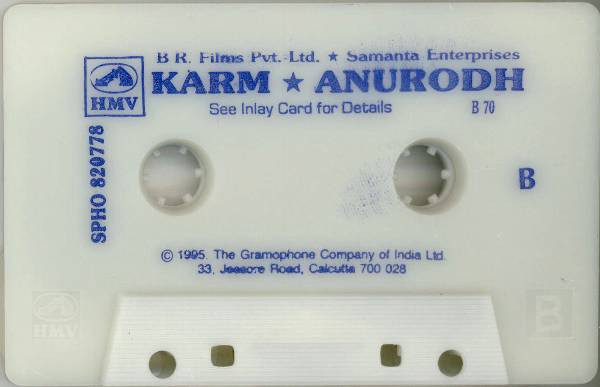 B R. Films Pvt. Ltd. ★ Samanta Enterprises
HMV
KARM ★ ANURODH
See Inlay Card for Details
B 70
SPHO 820778
B
© 1995. The Gramophone Company of India Ltd.
33, Jessore Road, Calcutta 700 028
HMV
B